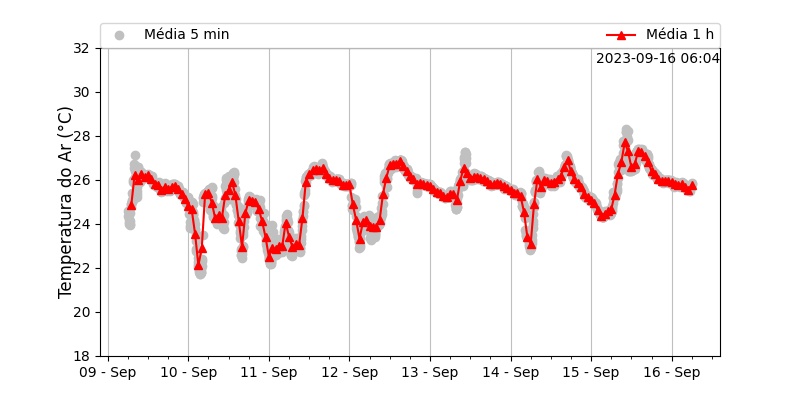 Média 5 min
Média 1 h
2023-09-16 06:04
Temperatura do Ar (°C)
32
30
28
26
24
22
20
18
09 - Sep
10 - Sep
11 - Sep
12 - Sep
13 - Sep
14 - Sep
15 - Sep
16 - Sep